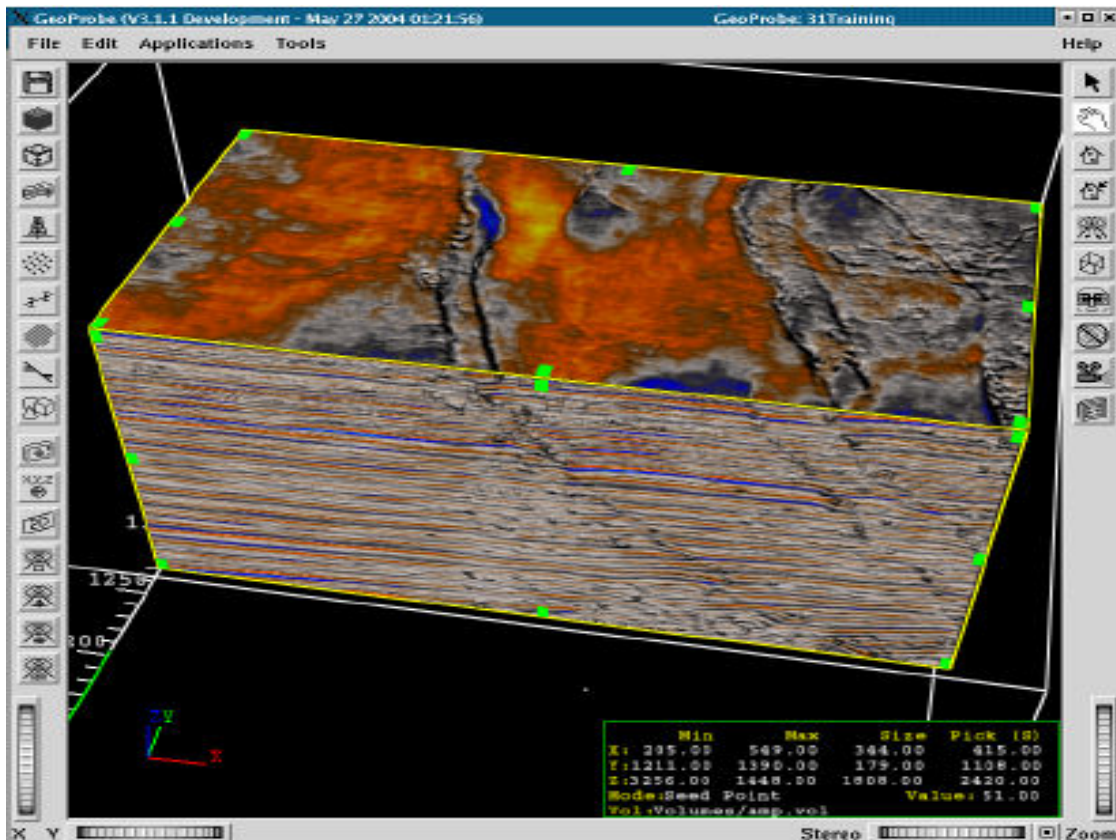 GeoProbe (V3.1.1 Development - May 27 2004 01:21:56) GeoProbe: 31Training
File Edit Applications Tools Help
X,Y,Z
1250
Z Y
X
Min Max Size Pick (S)
X: 205.00 549.00 344.00 415.00
Y:1211.00 1390.00 179.00 1108.00
Z:3256.00 1448.00 1808.00 2420.00
Mode:Seed Point Value: 51.00
Vol:Volumes/amp.vol
X Y Stereo Zoom